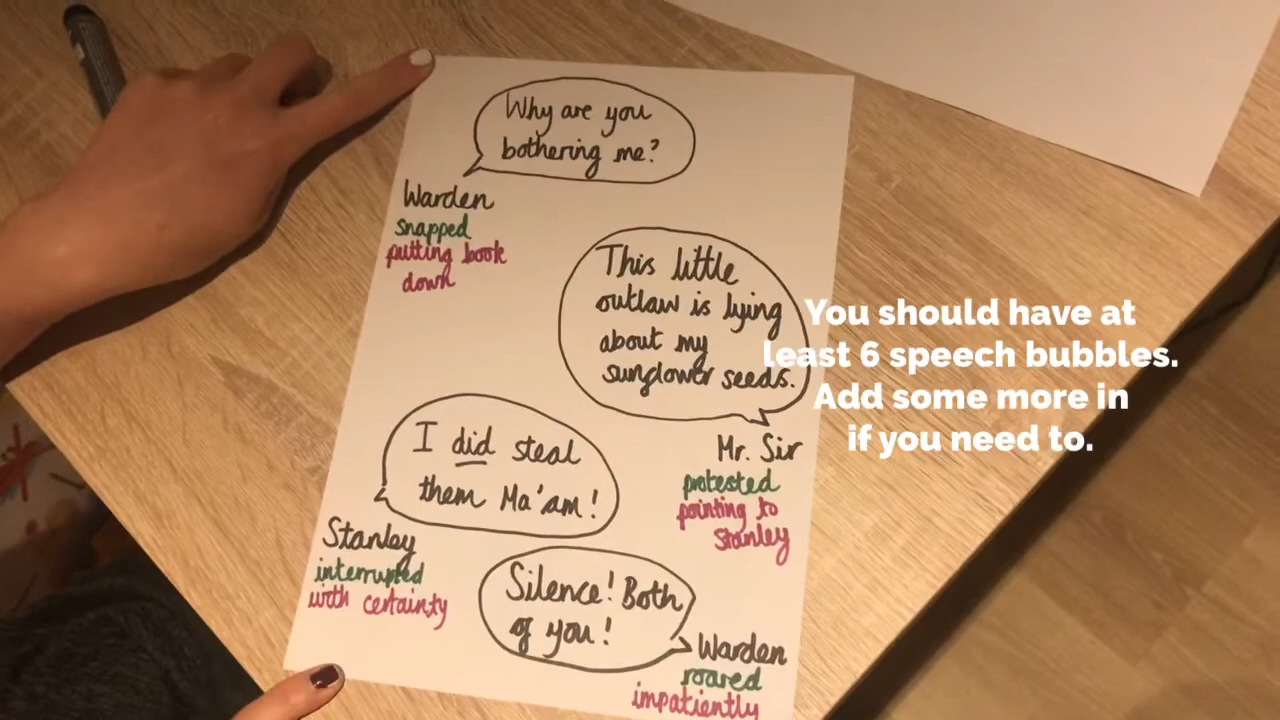 Why are you
bothering me?
Warden
snapped
putting book
down
This little
outlaw is lying
about my
sunflower seeds.
Mr. Sir
protested
pointing to
Stanley
I did steal
them Ma'am!
Stanley
interrupted
with certainty
Silence! Both
of you!
Warden
roared
impatiently
You should have at
least 6 speech bubbles.
Add some more in
if you need to.